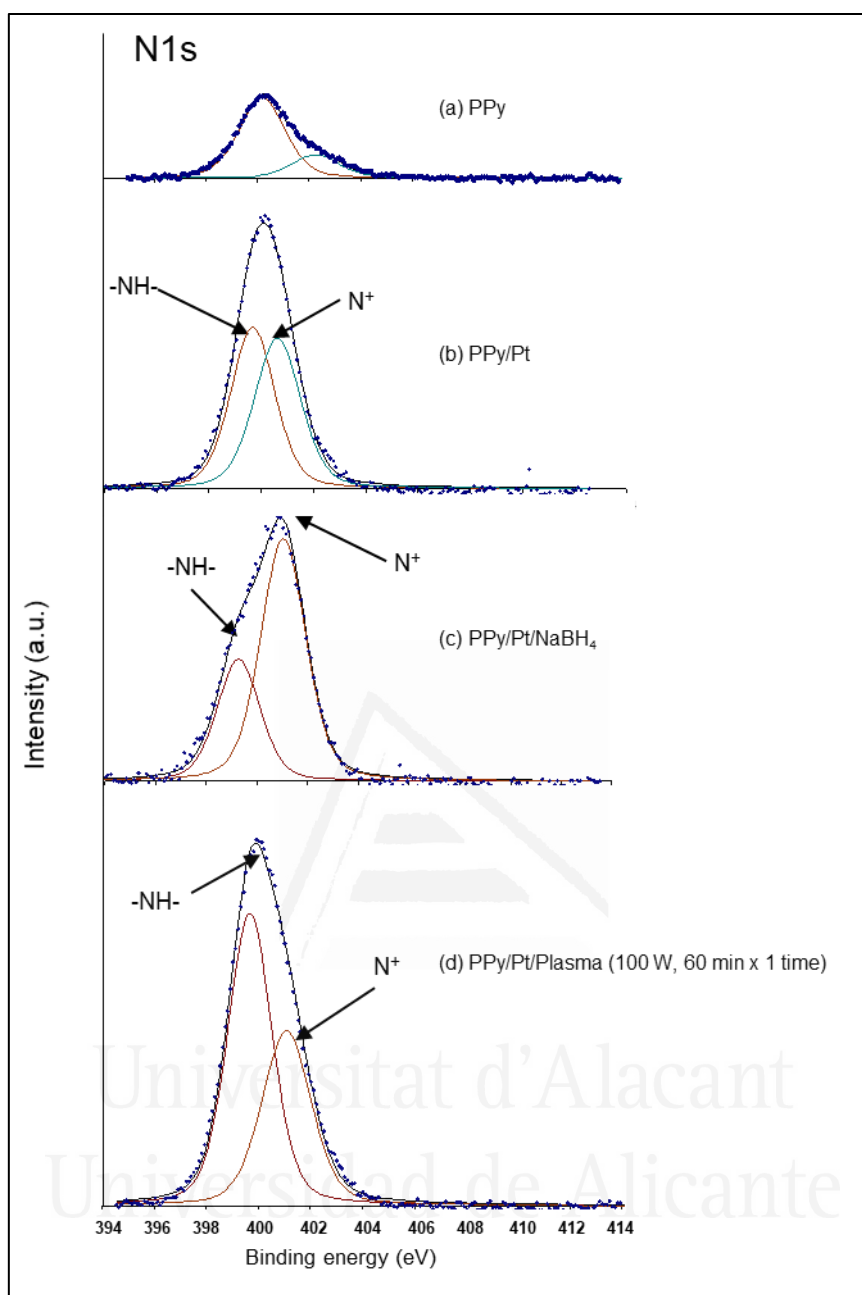 N1s
(a) PPy
-NH-
N⁺
(b) PPy/Pt
N⁺
-NH-
(c) PPy/Pt/NaBH₄
-NH-
N⁺
(d) PPy/Pt/Plasma (100 W, 60 min x 1 time)
Intensity (a.u.)
Universitat d'Alacant
Universidad de Alicante
394 396 398 400 402 404 406 408 410 412 414
Binding energy (eV)